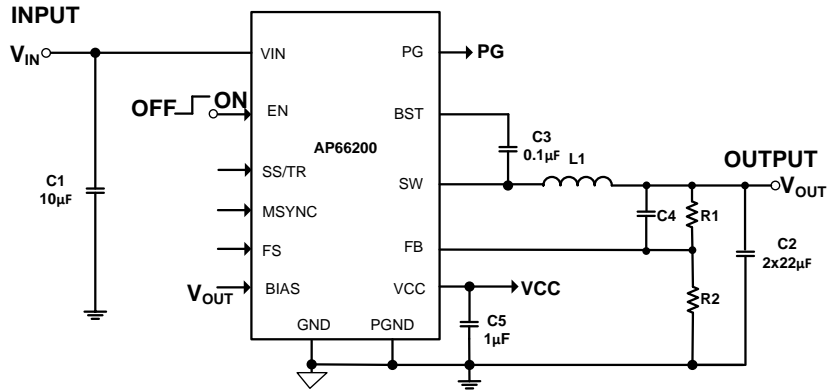 INPUT
VIN
C1
10µF
OFF ON
VOUT
VIN
EN
SS/TR
MSYNC
FS
BIAS
GND
PGND
AP66200
PG
BST
SW
FB
VCC
PG
C3
0.1µF
L1
OUTPUT
VOUT
C4
R1
C2
2x22µF
R2
VCC
C5
1µF